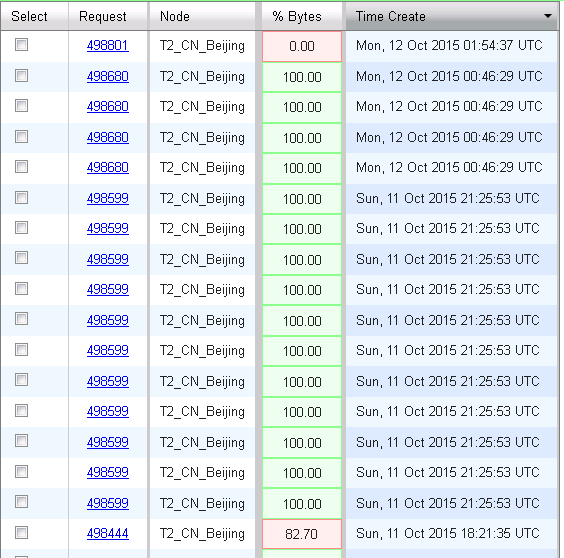 Select Request Node % Bytes Time Create
498801 T2_CN_Beijing 0.00 Mon, 12 Oct 2015 01:54:37 UTC
498680 T2_CN_Beijing 100.00 Mon, 12 Oct 2015 00:46:29 UTC
498680 T2_CN_Beijing 100.00 Mon, 12 Oct 2015 00:46:29 UTC
498680 T2_CN_Beijing 100.00 Mon, 12 Oct 2015 00:46:29 UTC
498680 T2_CN_Beijing 100.00 Mon, 12 Oct 2015 00:46:29 UTC
498599 T2_CN_Beijing 100.00 Sun, 11 Oct 2015 21:25:53 UTC
498599 T2_CN_Beijing 100.00 Sun, 11 Oct 2015 21:25:53 UTC
498599 T2_CN_Beijing 100.00 Sun, 11 Oct 2015 21:25:53 UTC
498599 T2_CN_Beijing 100.00 Sun, 11 Oct 2015 21:25:53 UTC
498599 T2_CN_Beijing 100.00 Sun, 11 Oct 2015 21:25:53 UTC
498599 T2_CN_Beijing 100.00 Sun, 11 Oct 2015 21:25:53 UTC
498599 T2_CN_Beijing 100.00 Sun, 11 Oct 2015 21:25:53 UTC
498599 T2_CN_Beijing 100.00 Sun, 11 Oct 2015 21:25:53 UTC
498599 T2_CN_Beijing 100.00 Sun, 11 Oct 2015 21:25:53 UTC
498599 T2_CN_Beijing 100.00 Sun, 11 Oct 2015 21:25:53 UTC
498599 T2_CN_Beijing 100.00 Sun, 11 Oct 2015 21:25:53 UTC
498444 T2_CN_Beijing 82.70 Sun, 11 Oct 2015 18:21:35 UTC